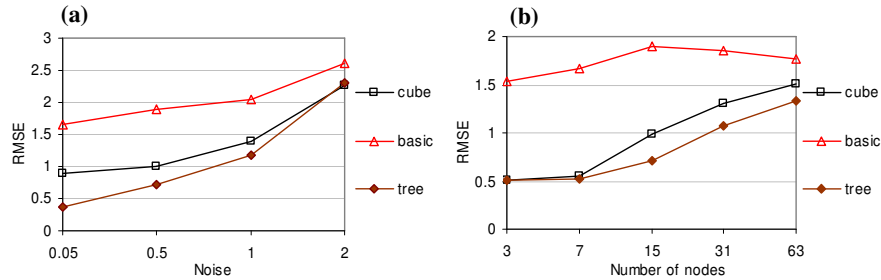 (a)
RMSE
3
2.5
2
1.5
1
0.5
0
0.05 0.5 1 2
Noise
cube
basic
tree
(b)
RMSE
2
1.5
1
0.5
0
3 7 15 31 63
Number of nodes
cube
basic
tree